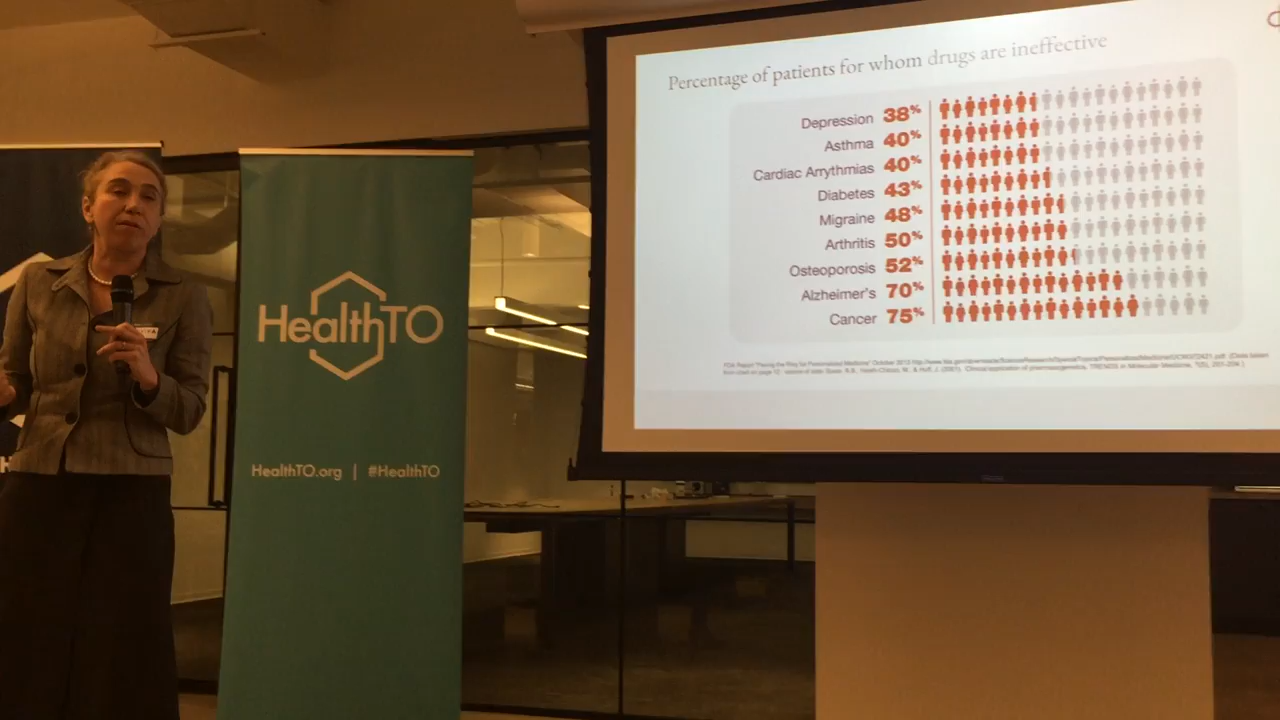 Percentage of patients for whom drugs are ineffective
Depression 38%
Asthma 40%
Cardiac Arrythmias 40%
Diabetes 43%
Migraine 48%
Arthritis 50%
Osteoporosis 52%
Alzheimer's 70%
Cancer 75%
HealthTO
HealthTO.org | #HealthTO